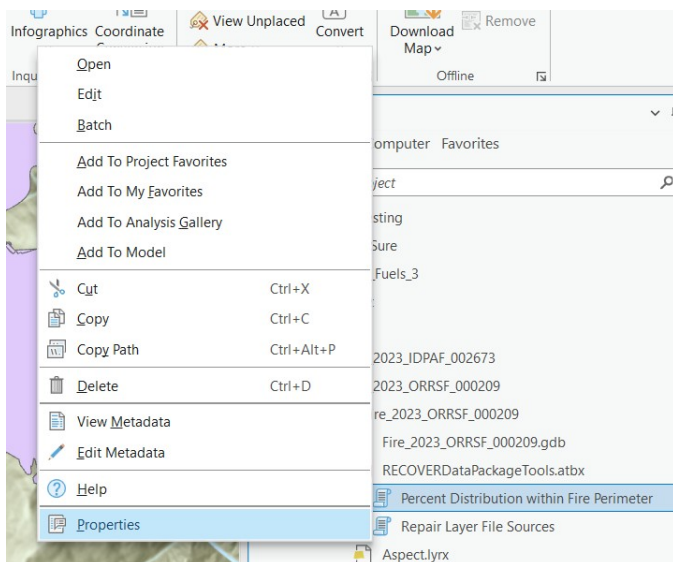 Infographics Coordinate
View Unplaced
Convert
Download
Map
Remove
Inqu
Offline
Open
Edit
Batch
Add To Project Favorites
Add To My Favorites
Add To Analysis Gallery
Add To Model
Cut Ctrl+X
Copy Ctrl+C
Copy Path Ctrl+Alt+P
Delete Ctrl+D
View Metadata
Edit Metadata
Help
Properties
omputer Favorites
ject
sting
Sure
_Fuels_3
2023_IDPAF_002673
2023_ORRSF_000209
re_2023_ORRSF_000209
Fire_2023_ORRSF_000209.gdb
RECOVERDataPackageTools.atbx
Percent Distribution within Fire Perimeter
Repair Layer File Sources
Aspect.lyrx